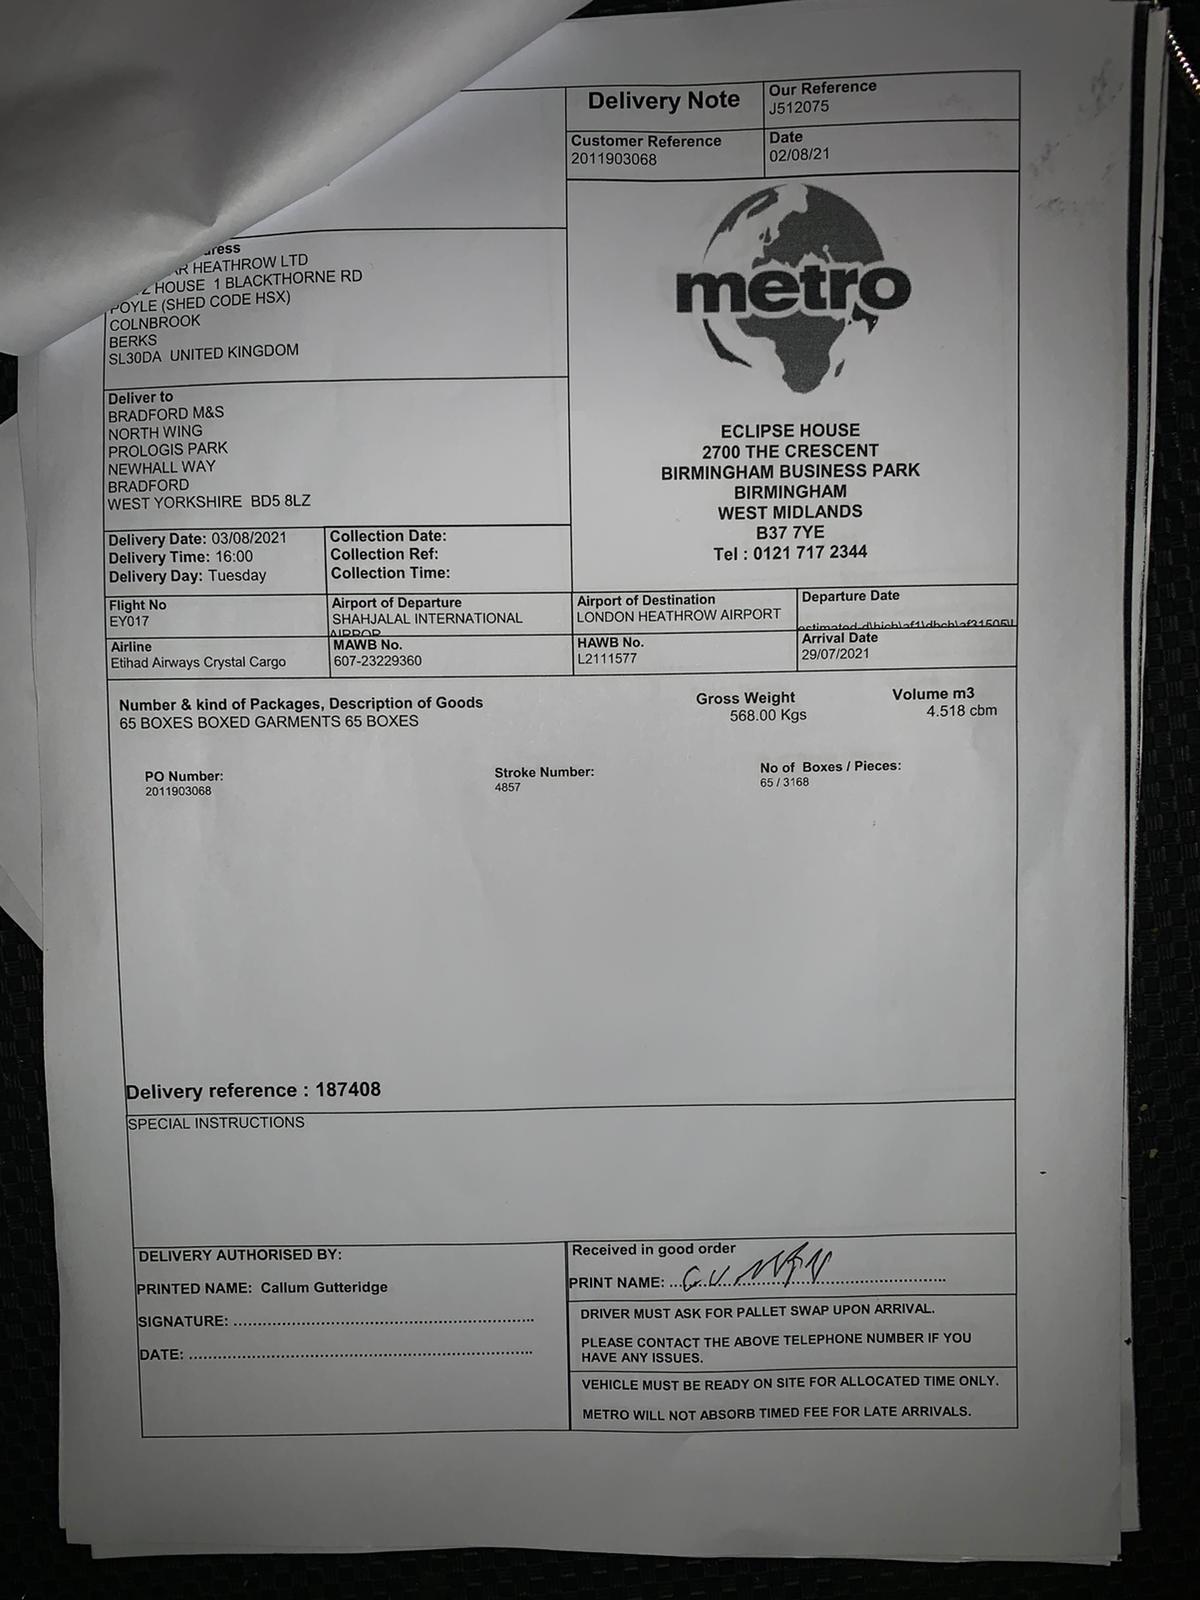 Delivery Note
Our Reference
J512075
Customer Reference
2011903068
Date
02/08/21
HEATHROW LTD
HOUSE 1 BLACKTHORNE RD
POYLE (SHED CODE HSX)
COLNBROOK
BERKS
SL30DA UNITED KINGDOM
metro
Deliver to
BRADFORD M&S
NORTH WING
PROLOGIS PARK
NEWHALL WAY
BRADFORD
WEST YORKSHIRE BD5 8LZ
ECLIPSE HOUSE
2700 THE CRESCENT
BIRMINGHAM BUSINESS PARK
BIRMINGHAM
WEST MIDLANDS
B37 7YE
Tel : 0121 717 2344
Delivery Date: 03/08/2021
Delivery Time: 16:00
Delivery Day: Tuesday
Collection Date:
Collection Ref:
Collection Time:
Flight No
EY017
Airport of Departure
SHAHJALAL INTERNATIONAL
Airport of Destination
LONDON HEATHROW AIRPORT
Departure Date
Airline
Etihad Airways Crystal Cargo
MAWB No.
607-23229360
HAWB No.
L2111577
Arrival Date
29/07/2021
Number & kind of Packages, Description of Goods
65 BOXES BOXED GARMENTS 65 BOXES
Gross Weight
568.00 Kgs
Volume m3
4.518 cbm
PO Number:
2011903068
Stroke Number:
4857
No of Boxes / Pieces:
65 / 3168
Delivery reference : 187408
SPECIAL INSTRUCTIONS
DELIVERY AUTHORISED BY:
PRINTED NAME: Callum Gutteridge
SIGNATURE:
DATE:
Received in good order
PRINT NAME:
DRIVER MUST ASK FOR PALLET SWAP UPON ARRIVAL.
PLEASE CONTACT THE ABOVE TELEPHONE NUMBER IF YOU
HAVE ANY ISSUES.
VEHICLE MUST BE READY ON SITE FOR ALLOCATED TIME ONLY.
METRO WILL NOT ABSORB TIMED FEE FOR LATE ARRIVALS.